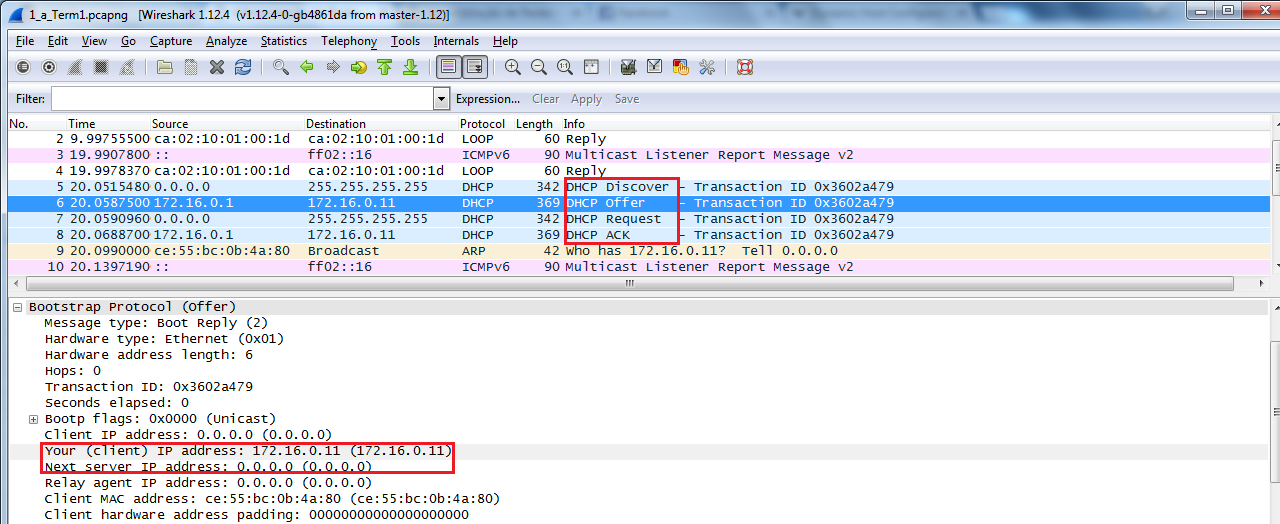 1_a_Term1.pcapng [Wireshark 1.12.4 (v1.12.4-0-gb4861da from master-1.12)]
File Edit View Go Capture Analyze Statistics Telephony Tools Internals Help
Filter: Expression... Clear Apply Save
No. Time Source Destination Protocol Length Info
2 9.99755500 ca:02:10:01:00:1d ca:02:10:01:00:1d LOOP 60 Reply
3 19.9907800 :: ff02::16 ICMPv6 90 Multicast Listener Report Message v2
4 19.9978370 ca:02:10:01:00:1d ca:02:10:01:00:1d LOOP 60 Reply
5 20.0515480 0.0.0.0 255.255.255.255 DHCP 342 DHCP Discover - Transaction ID 0x3602a479
6 20.0587500 172.16.0.1 172.16.0.11 DHCP 369 DHCP Offer - Transaction ID 0x3602a479
7 20.0590960 0.0.0.0 255.255.255.255 DHCP 342 DHCP Request - Transaction ID 0x3602a479
8 20.0688700 172.16.0.1 172.16.0.11 DHCP 369 DHCP ACK - Transaction ID 0x3602a479
9 20.0990000 ce:55:bc:0b:4a:80 Broadcast ARP 42 Who has 172.16.0.11? Tell 0.0.0.0
10 20.1397190 :: ff02::16 ICMPv6 90 Multicast Listener Report Message v2
Bootstrap Protocol (Offer)
Message type: Boot Reply (2)
Hardware type: Ethernet (0x01)
Hardware address length: 6
Hops: 0
Transaction ID: 0x3602a479
Seconds elapsed: 0
Bootp flags: 0x0000 (Unicast)
Client IP address: 0.0.0.0 (0.0.0.0)
Your (client) IP address: 172.16.0.11 (172.16.0.11)
Next server IP address: 0.0.0.0 (0.0.0.0)
Relay agent IP address: 0.0.0.0 (0.0.0.0)
Client MAC address: ce:55:bc:0b:4a:80 (ce:55:bc:0b:4a:80)
Client hardware address padding: 00000000000000000000